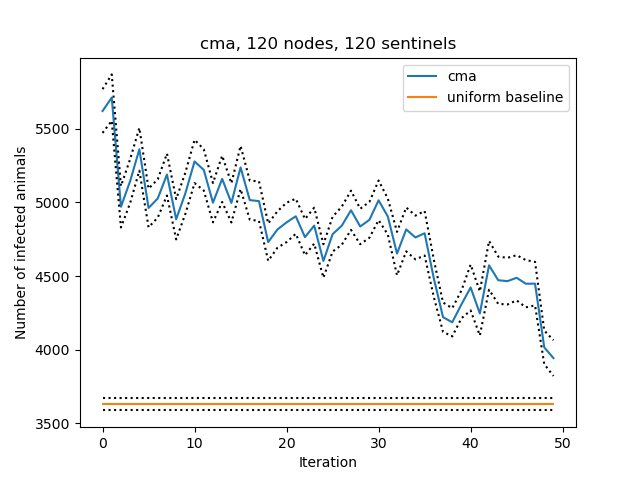 cma, 120 nodes, 120 sentinels
cma
uniform baseline
Number of infected animals
5500
5000
4500
4000
3500
0 10 20 30 40 50
Iteration